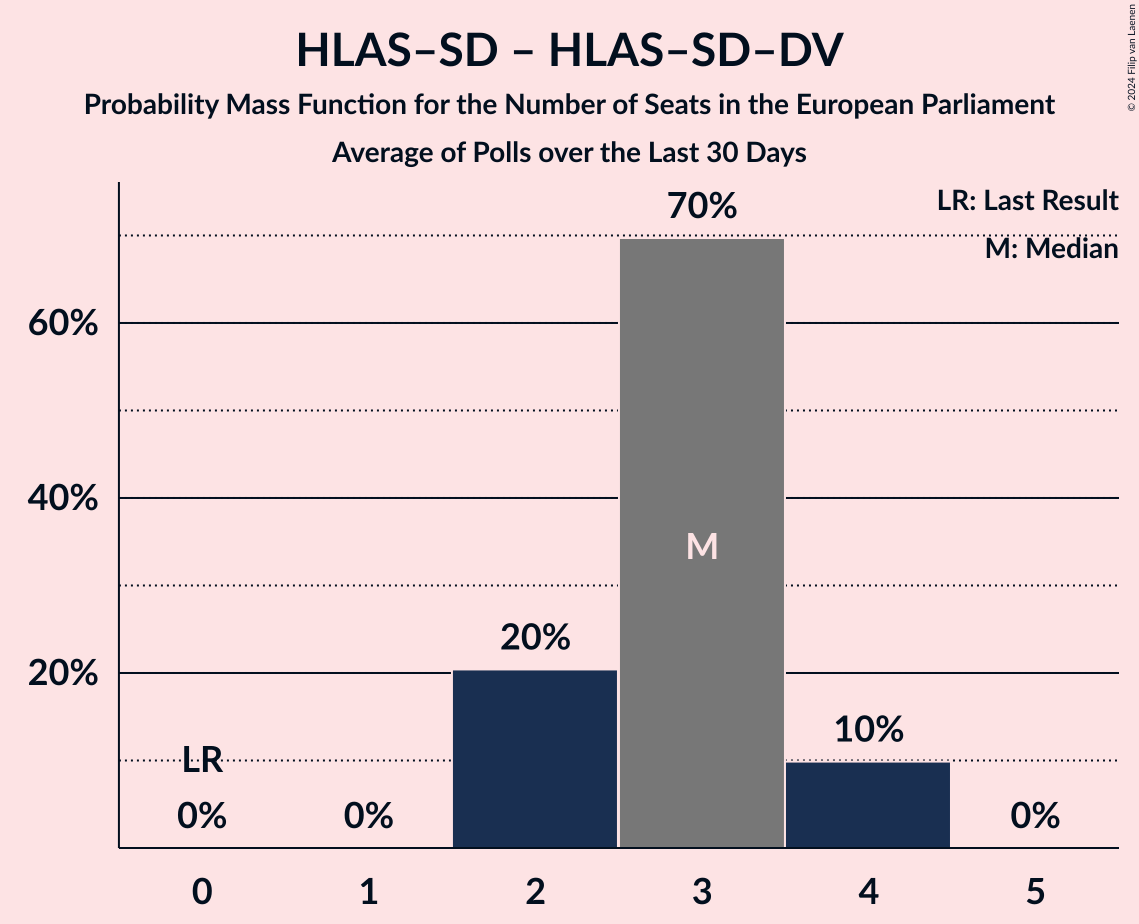 HLAS–SD – HLAS–SD–DV
Probability Mass Function for the Number of Seats in the European Parliament
Average of Polls over the Last 30 Days
© 2024 Filip van Laenen
LR: Last Result
M: Median
70%
60%
40%
M
20%
20%
10%
LR
0%
0%
0%
0
1
2
3
4
5